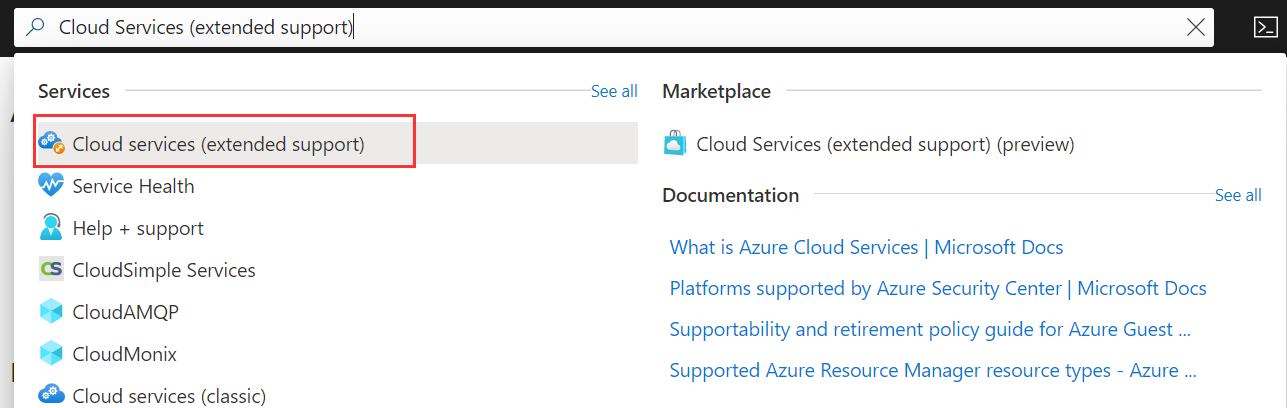 Cloud Services (extended support)
Services
See all
Cloud services (extended support)
Service Health
Help + support
CS
CloudSimple Services
CloudAMQP
CloudMonix
Cloud services (classic)
Marketplace
Cloud Services (extended support) (preview)
Documentation
See all
What is Azure Cloud Services | Microsoft Docs
Platforms supported by Azure Security Center | Microsoft Docs
Supportability and retirement policy guide for Azure Guest ...
Supported Azure Resource Manager resource types - Azure ...